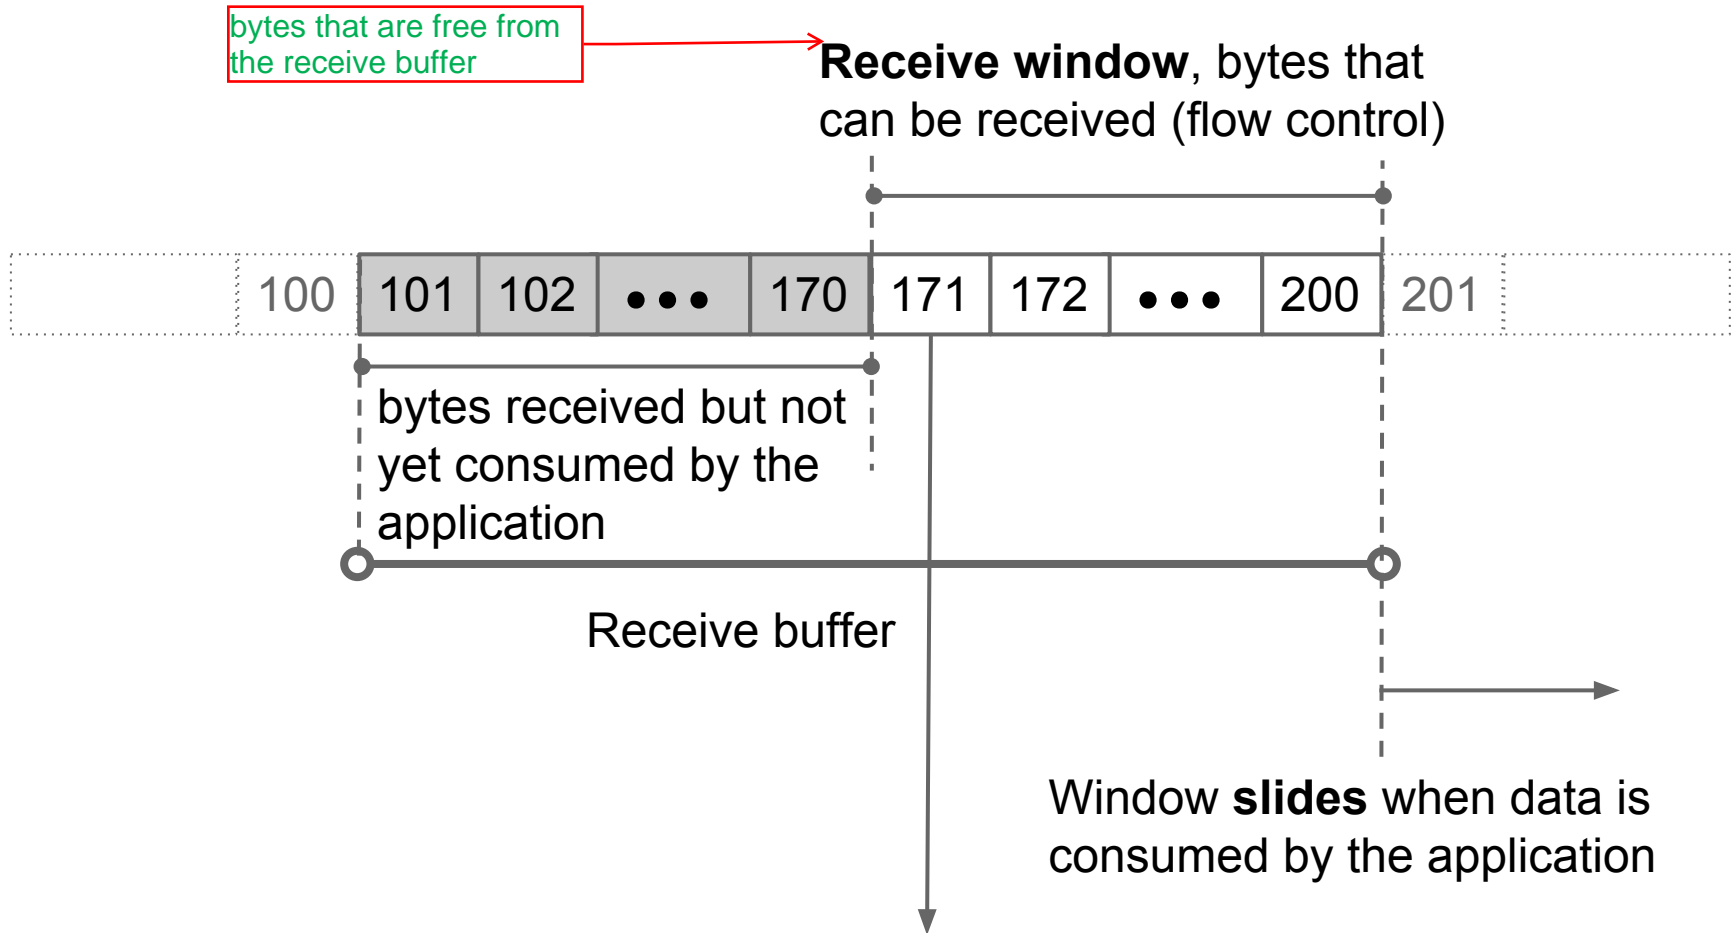 bytes that are free from
the receive buffer
Receive window, bytes that
can be received (flow control)
100 101 102 ••• 170 171 172 ••• 200 201
bytes received but not
yet consumed by the
application
Receive buffer
Window slides when data is
consumed by the application